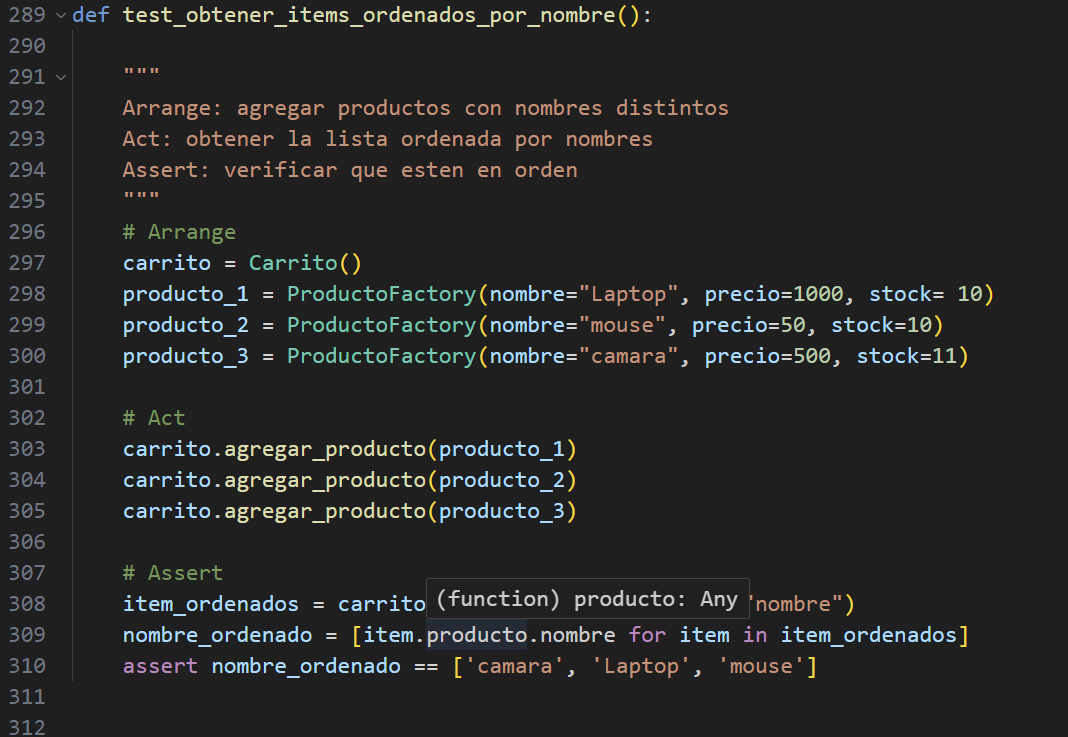 289 def test_obtener_items_ordenados_por_nombre():
290
291 """
292 Arrange: agregar productos con nombres distintos
293 Act: obtener la lista ordenada por nombres
294 Assert: verificar que esten en orden
295 """
296 # Arrange
297 carrito = Carrito()
298 producto_1 = ProductoFactory(nombre="Laptop", precio=1000, stock= 10)
299 producto_2 = ProductoFactory(nombre="mouse", precio=50, stock=10)
300 producto_3 = ProductoFactory(nombre="camara", precio=500, stock=11)
301
302 # Act
303 carrito.agregar_producto(producto_1)
304 carrito.agregar_producto(producto_2)
305 carrito.agregar_producto(producto_3)
306
307 # Assert
(function) producto: Any
308 item_ordenados = carrito "nombre")
309 nombre_ordenado = [item.producto.nombre for item in item_ordenados]
310 assert nombre_ordenado == ['camara', 'Laptop', 'mouse']
311
312